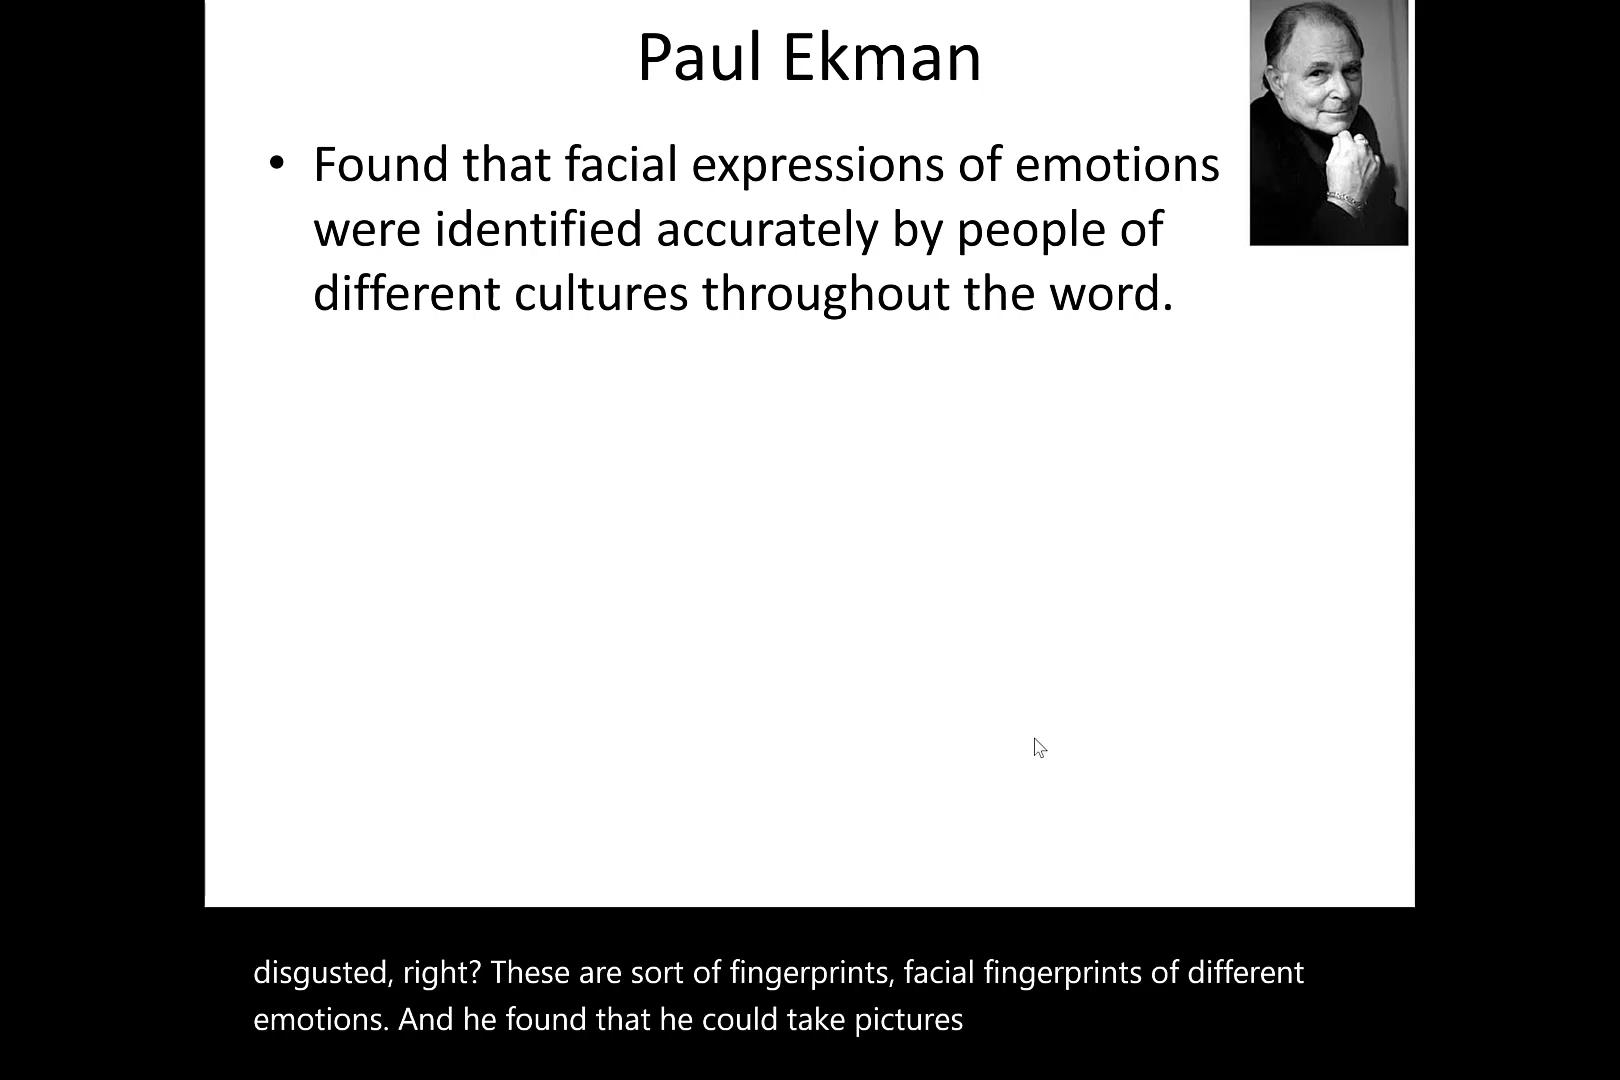 Paul Ekman
• Found that facial expressions of emotions
were identified accurately by people of
different cultures throughout the word.
disgusted, right? These are sort of fingerprints, facial fingerprints of different
emotions. And he found that he could take pictures